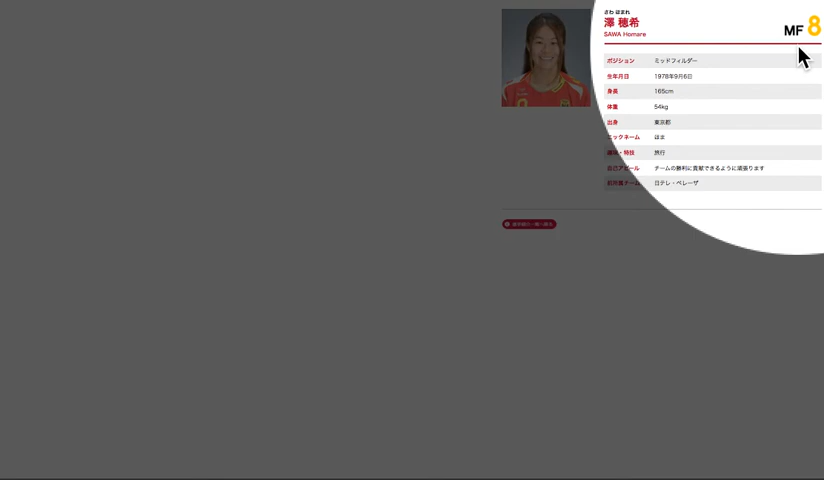 さわ ほまれ
澤 穂希
SAWA Homare
MF 8
ポジション ミッドフィルダー
生年月日 1978年9月6日
身長 165cm
体重 54kg
出身 東京都
ニックネーム ほま
趣味・特技 旅行
自己アピール チームの勝利に貢献できるように頑張ります
前所属チーム 日テレ・ベレーザ